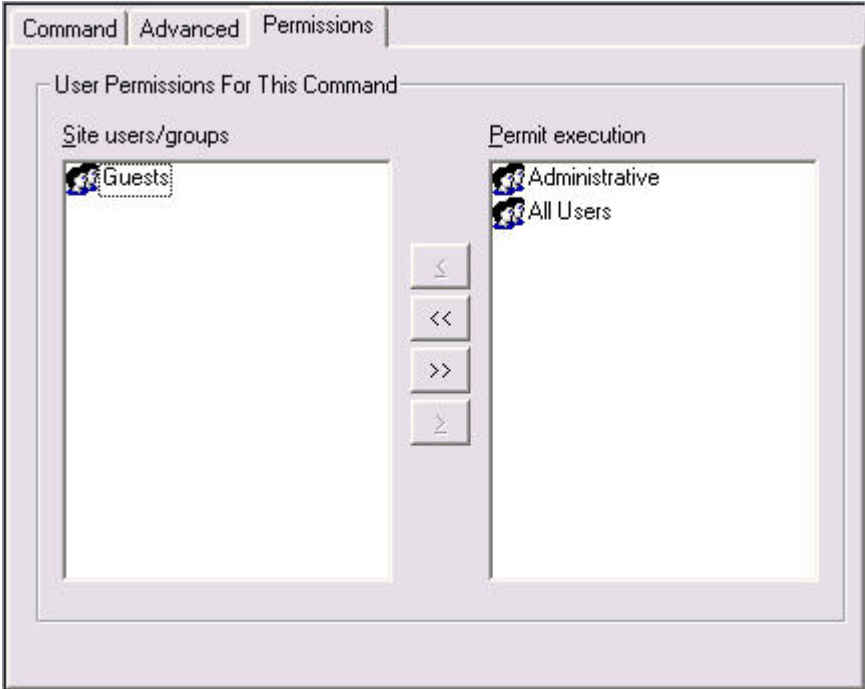 Command Advanced Permissions
User Permissions For This Command
Site users/groups
Guests
<
<<
>>
>
Permit execution
Administrative
All Users